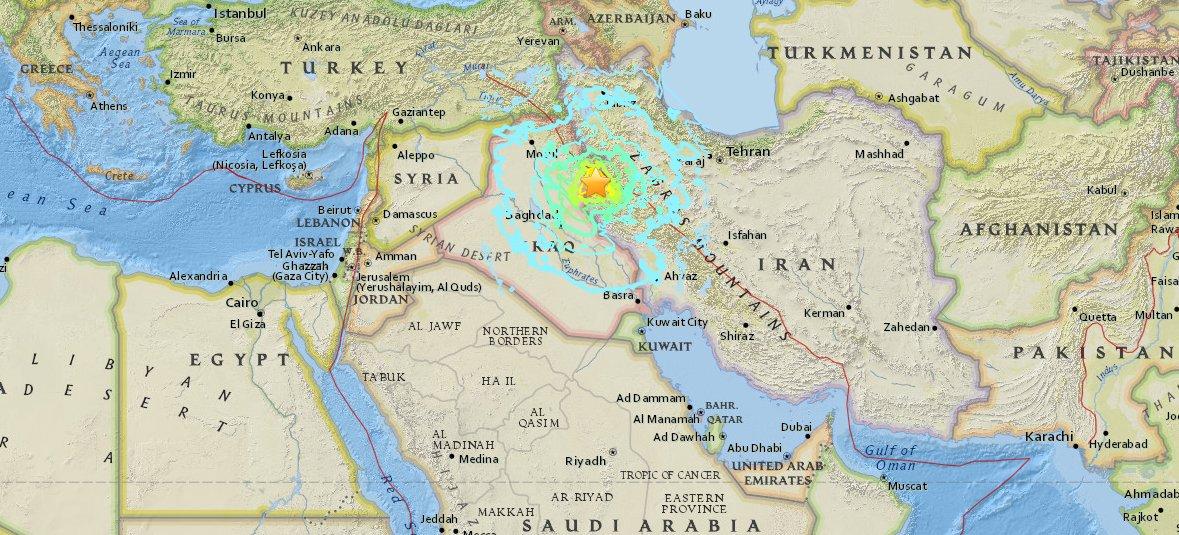 Thessaloniki
Sea of
Marmara
Istanbul
KUZEY ANADOLU DAGLARI
ARM.
AZERBAIJAN
Baku
Bursa
Ankara
Yerevan
TURKMENISTAN
TAJIKISTAN
Dushanbe
GREECE
Aegean
Sea
Izmir
TURKEY
Murat
GARAGUM
Amu Darya
Athens
Konya
TAURUS MOUNTAINS
Gaziantep
Ashgabat
Antalya
Adana
Aleppo
Tehran
Mashhad
Crete
Lefkosia
(Nicosia, Lefkoşa)
CYPRUS
SYRIA
ZAGROS MOUNTAINS
Kabul
ean Sea
Beirut
LEBANON
Damascus
Baghdad
AFGHANISTAN
Islam
Rawa
ISRAEL
W.B.
SYRIAN DESERT
IRAQ
Isfahan
Tel Aviv-Yafo
Ghazzah
(Gaza City)
Amman
Euphrates
IRAN
Alexandria
Jerusalem
(Yerushalayim, Al Quds)
Ahvaz
Faisa
Cairo
JORDAN
Basra
Kerman
Quetta
Multan
El Giza
AL JAWF
NORTHERN
BORDERS
Kuwait City
Shiraz
Zahedan
KUWAIT
LIBYAN
DESERT
EGYPT
TABUK
HA IL
PAKISTAN
Indus
Ad Dammam
BAHR.
AL
QASIM
Al Manamah
QATAR
Dubai
Karachi
Hyderabad
AL
MADINAH
Medina
Ad Dawhah
Abu Dhabi
Gulf of
Oman
Riyadh
UNITED ARAB
EMIRATES
TROPIC OF CANCER
Muscat
Red S
AR-RIYAD
EASTERN
PROVINCE
Ahmadab
MAKKAH
Rajkot
Jeddah
SAUDI ARABIA